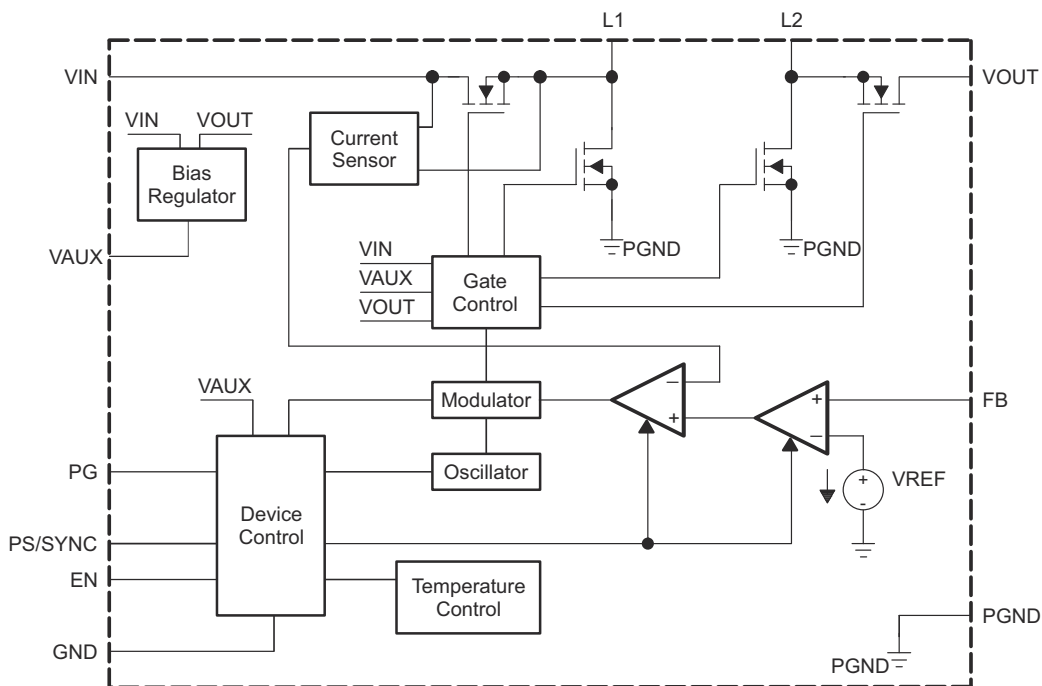 L1
L2
VIN
VOUT
VIN
VOUT
Current
Sensor
Bias
Regulator
VAUX
PGND
PGND
VIN
VAUX
VOUT
Gate
Control
VAUX
Modulator
−
+
+
−
FB
PG
Oscillator
+
-
VREF
Device
Control
PS/SYNC
EN
Temperature
Control
GND
PGND
PGND